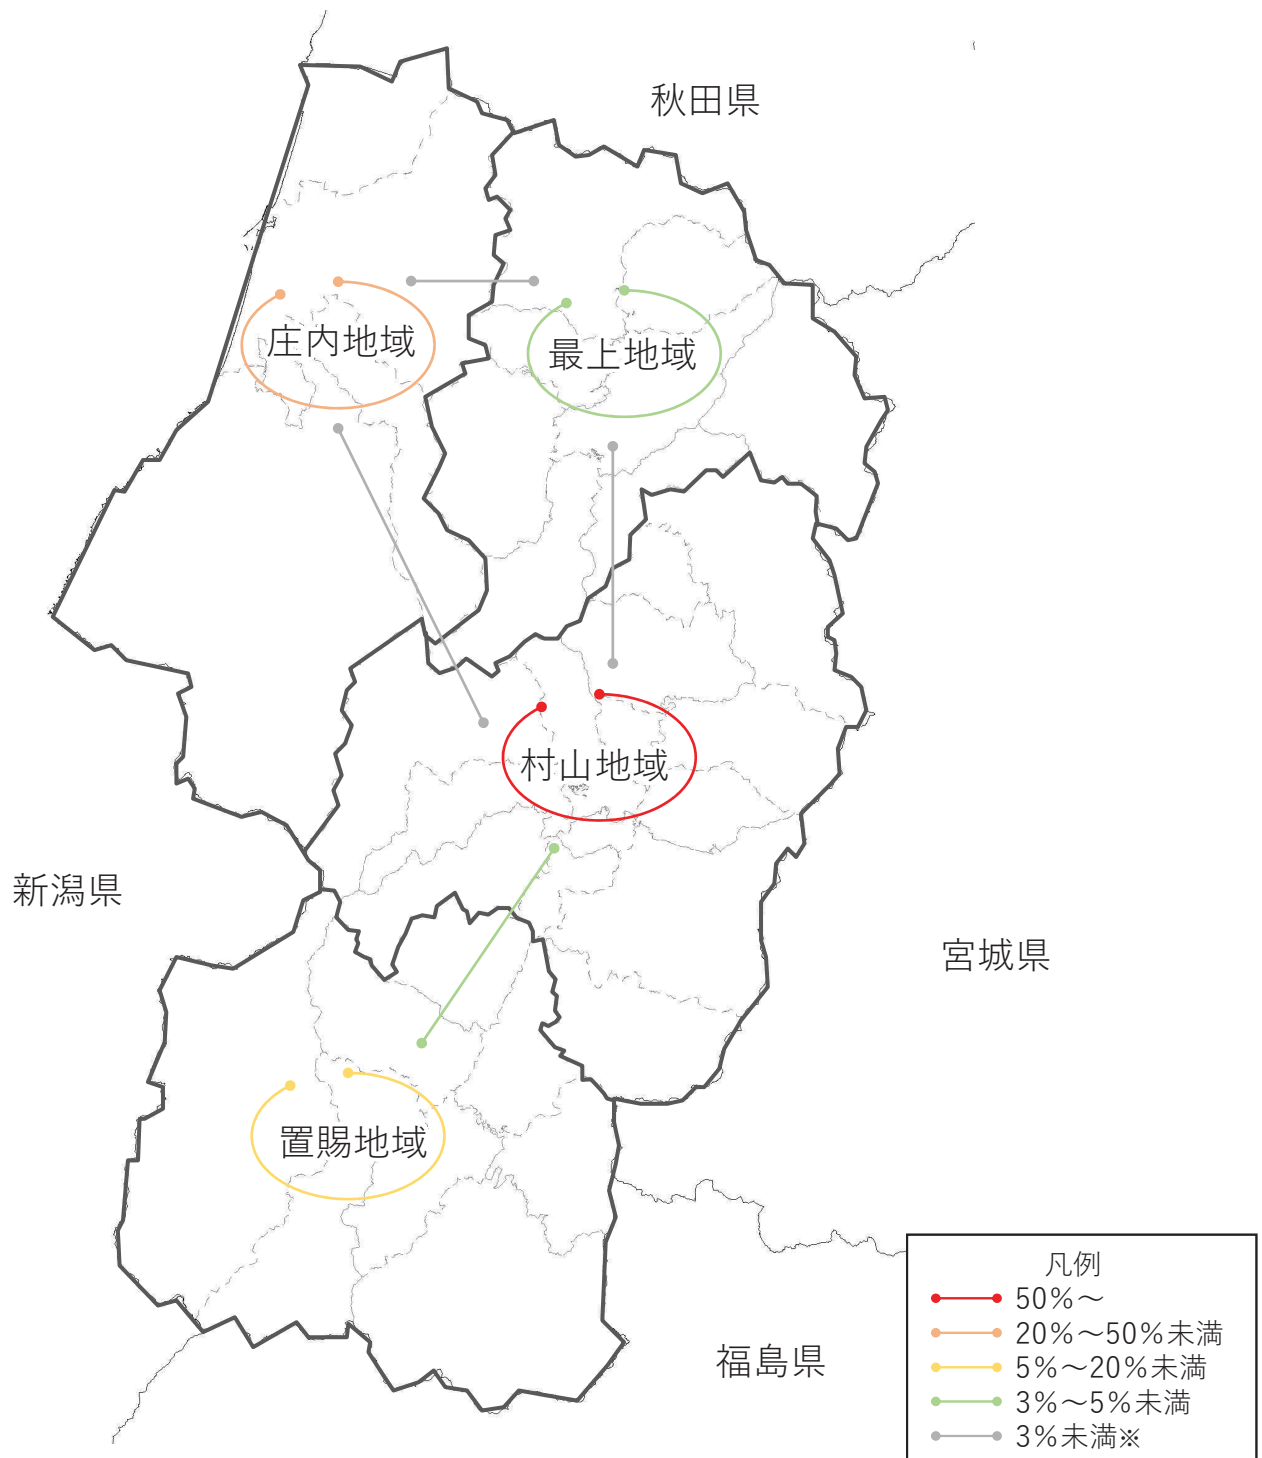 秋田県
庄内地域
最上地域
村山地域
新潟県
宮城県
置賜地域
福島県
凡例
50%～
20%～50%未満
5%～20%未満
3%～5%未満
3%未満※